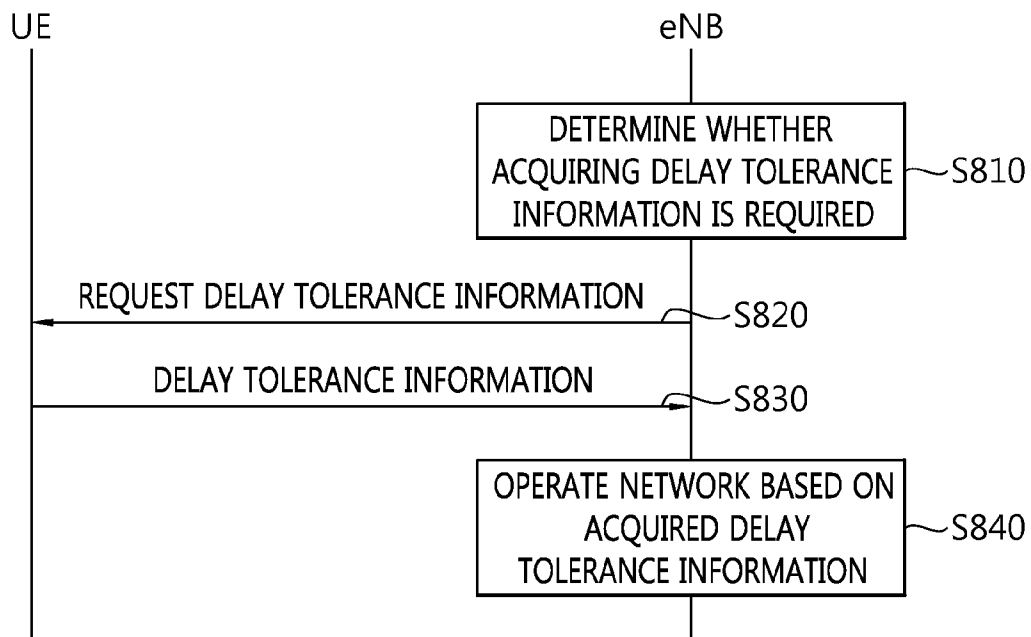 UE
eNB
DETERMINE WHETHER
ACQUIRING DELAY TOLERANCE
INFORMATION IS REQUIRED
S810
REQUEST DELAY TOLERANCE INFORMATION
S820
DELAY TOLERANCE INFORMATION
S830
OPERATE NETWORK BASED ON
ACQUIRED DELAY
TOLERANCE INFORMATION
S840